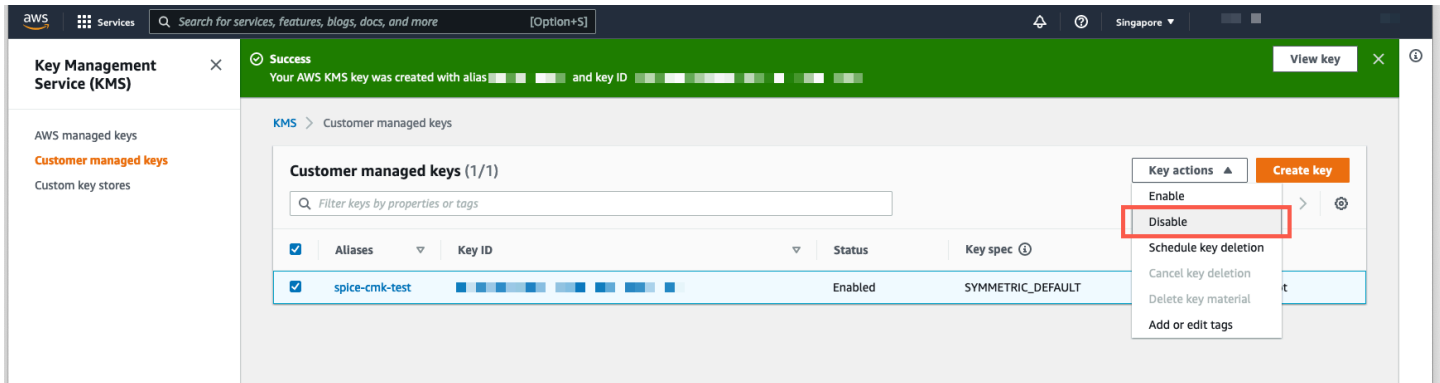 aws Services Search for services, features, blogs, docs, and more [Option+S] Singapore ▼
Key Management Service (KMS)
AWS managed keys
Customer managed keys
Custom key stores
Success
Your AWS KMS key was created with alias and key ID
View key
KMS > Customer managed keys
Customer managed keys (1/1)
Key actions ▲
Create key
Filter keys by properties or tags
Enable
Disable
Schedule key deletion
Cancel key deletion
Delete key material
Add or edit tags
Aliases Key ID Status Key spec
spice-cmk-test Enabled SYMMETRIC_DEFAULT